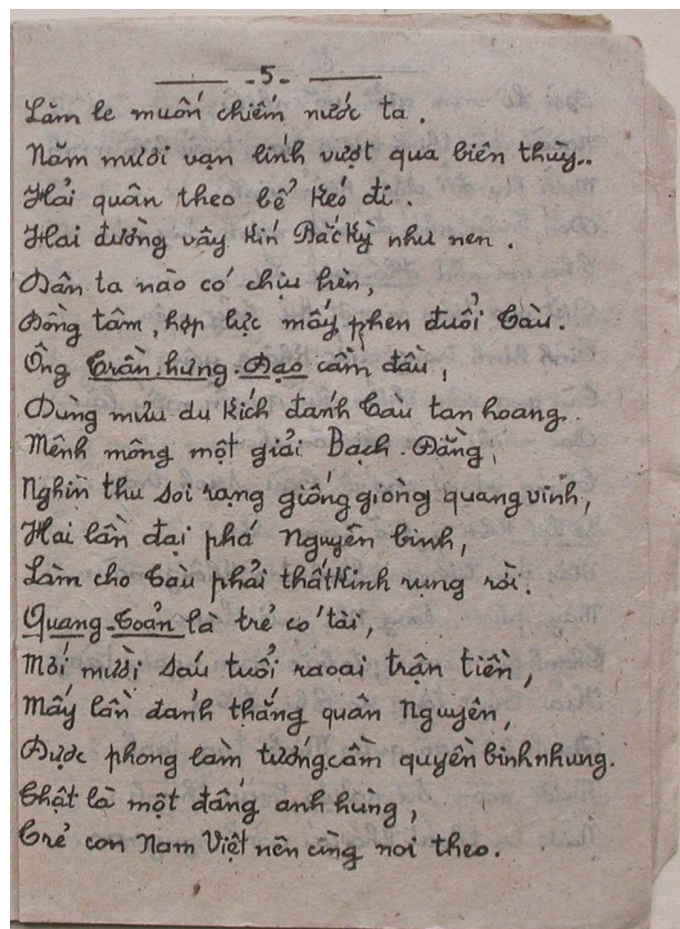 - 5 -
Lăm le muốn chiếm nước ta.
Năm mươi vạn lính vượt qua biên thùy..
Hải quân theo bể kéo đi.
Hai đường vây kín Bắc Kỳ như nen.
Dân ta nào có chịu hèn,
Đồng tâm, hợp lực mấy phen đuổi Tàu.
Ông Trần-hưng-Đạo cầm đầu,
Dùng mưu du kích đánh Tàu tan hoang.
Mênh mông một giải Bạch-Đằng,
Nghìn thu soi rạng giống giòng quang vinh,
Hai lần đại phá Nguyên binh,
Làm cho Tàu phải thất kinh rụng rời.
Quang-Toản là trẻ có tài,
Mới mười sáu tuổi ra oai trận tiền,
Mấy lần đánh thắng quân Nguyên,
Được phong làm tướng cầm quyền binh nhung.
Thật là một đấng anh hùng,
Trẻ con Nam Việt nên cùng noi theo.